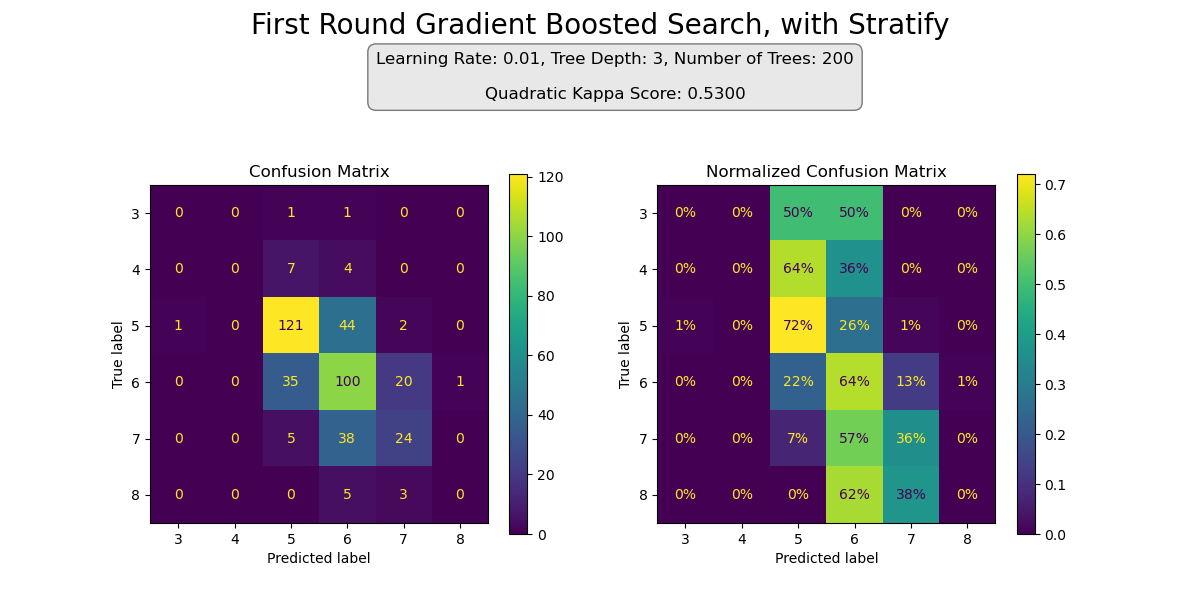 First Round Gradient Boosted Search, with Stratify
Learning Rate: 0.01, Tree Depth: 3, Number of Trees: 200
Quadratic Kappa Score: 0.5300
Confusion Matrix
True label
3 0 0 1 1 0 0
4 0 0 7 4 0 0
5 1 0 121 44 2 0
6 0 0 35 100 20 1
7 0 0 5 38 24 0
8 0 0 0 5 3 0
3 4 5 6 7 8
Predicted label
120
100
80
60
40
20
0
Normalized Confusion Matrix
True label
3 0% 0% 50% 50% 0% 0%
4 0% 0% 64% 36% 0% 0%
5 1% 0% 72% 26% 1% 0%
6 0% 0% 22% 64% 13% 1%
7 0% 0% 7% 57% 36% 0%
8 0% 0% 0% 62% 38% 0%
3 4 5 6 7 8
Predicted label
0.7
0.6
0.5
0.4
0.3
0.2
0.1
0.0